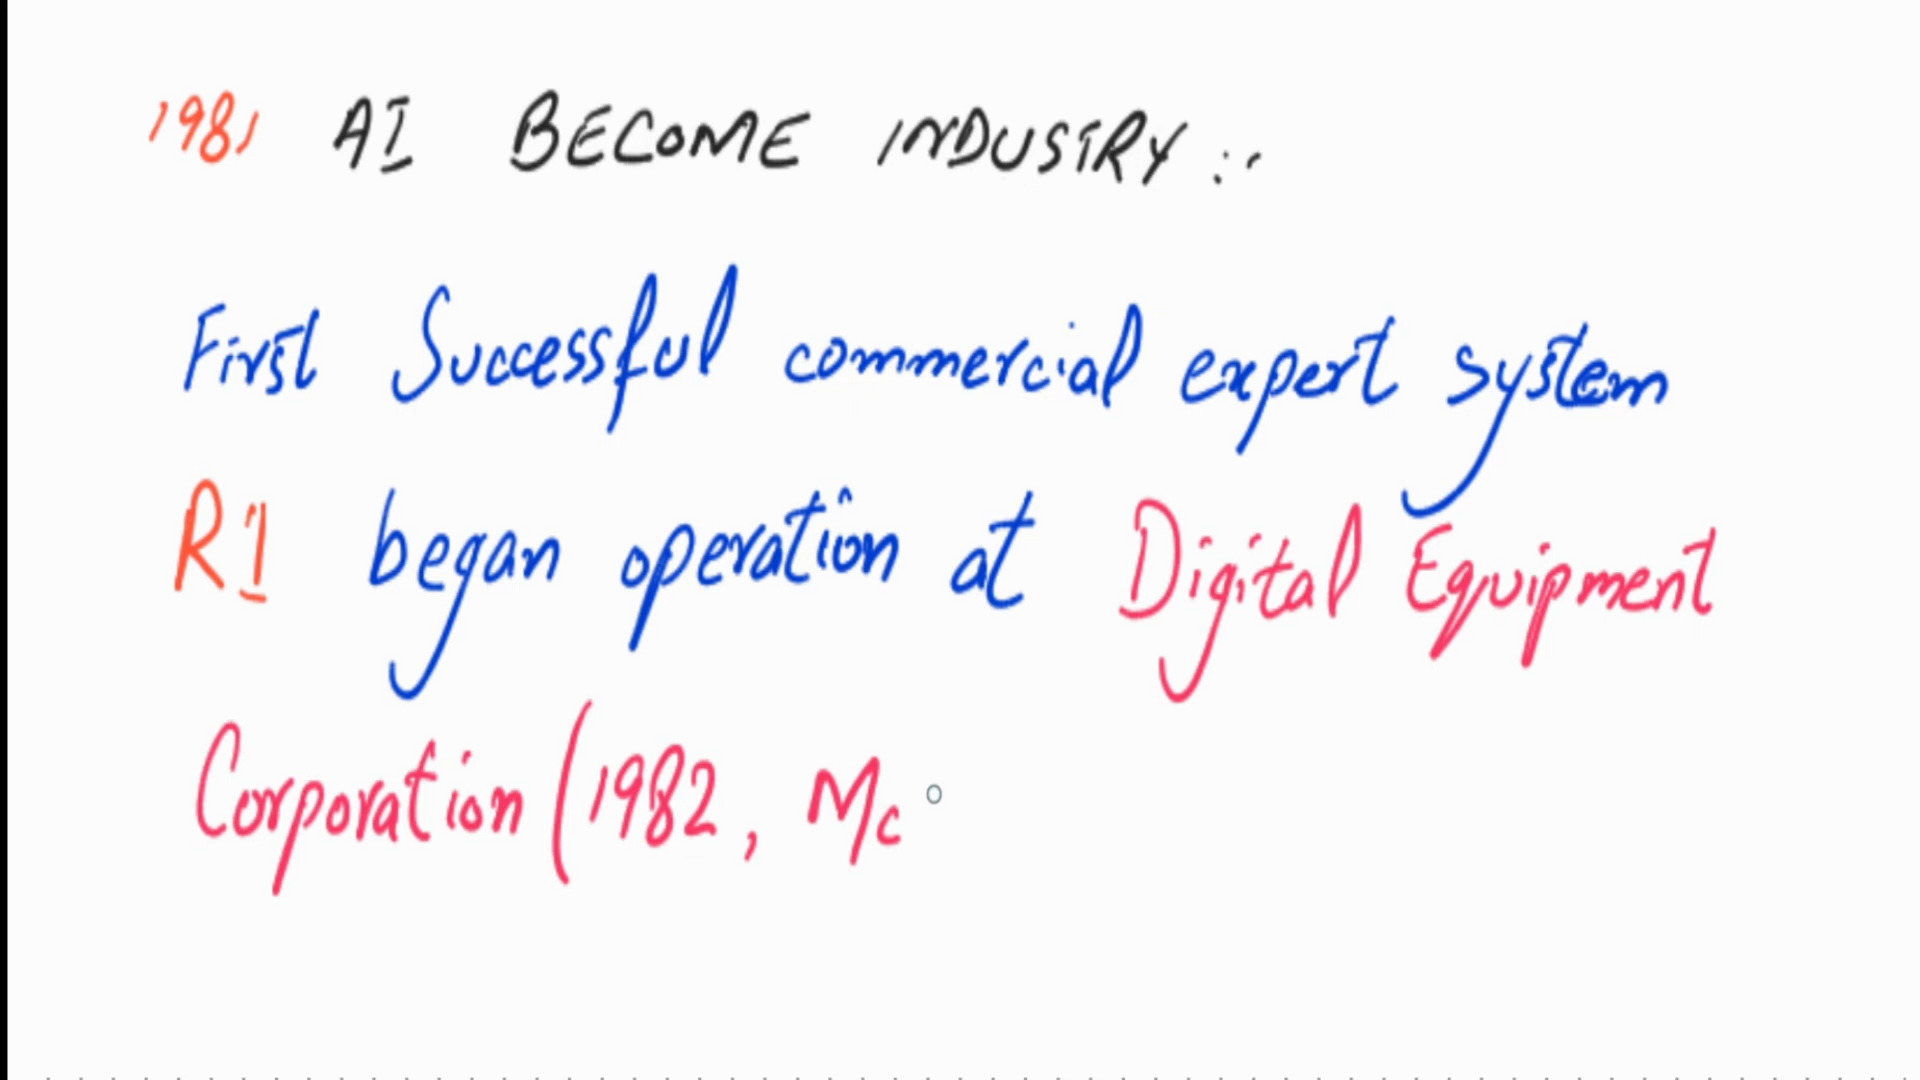 1981 AI BECOME INDUSTRY :-
First Successful commercial expert system
R1 began operation at Digital Equipment
Corporation (1982, Mc